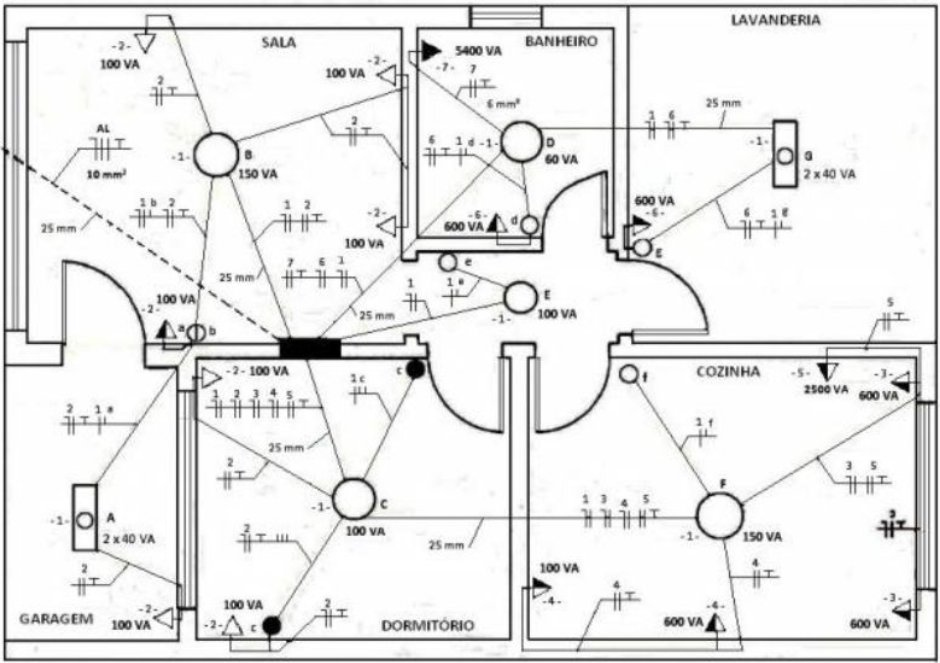 LAVANDERIA
SALA
BANHEIRO
-2-
100 VA
-2-
100 VA
5400 VA
-7-
7
6 mm²
2
2
AL
10 mm²
25 mm
-1-
B
150 VA
6 1 d
-1-
D
60 VA
1 6
25 mm
-1-
G
2 x 40 VA
1 b 2
1 2
25 mm
25 mm
-2-
100 VA
-6-
600 VA
d
600 VA
-6-
g
6 1 g
7 6 1
25 mm
1
e
1 e
E
-1-
100 VA
100 VA
-2-
a
b
5
-2- 100 VA
c
1 c
1 2 3 4 5
25 mm
f
COZINHA
-5-
2500 VA
-3-
600 VA
2 1 a
2
1 f
3 5
-1-
A
2 x 40 VA
-1-
C
100 VA
1 3 4 5
25 mm
F
-1-
150 VA
3
2
2
4
100 VA
-4-
4
GARAGEM
-2-
100 VA
100 VA
-2-
c
2
DORMITÓRIO
-4-
600 VA
-3-
600 VA